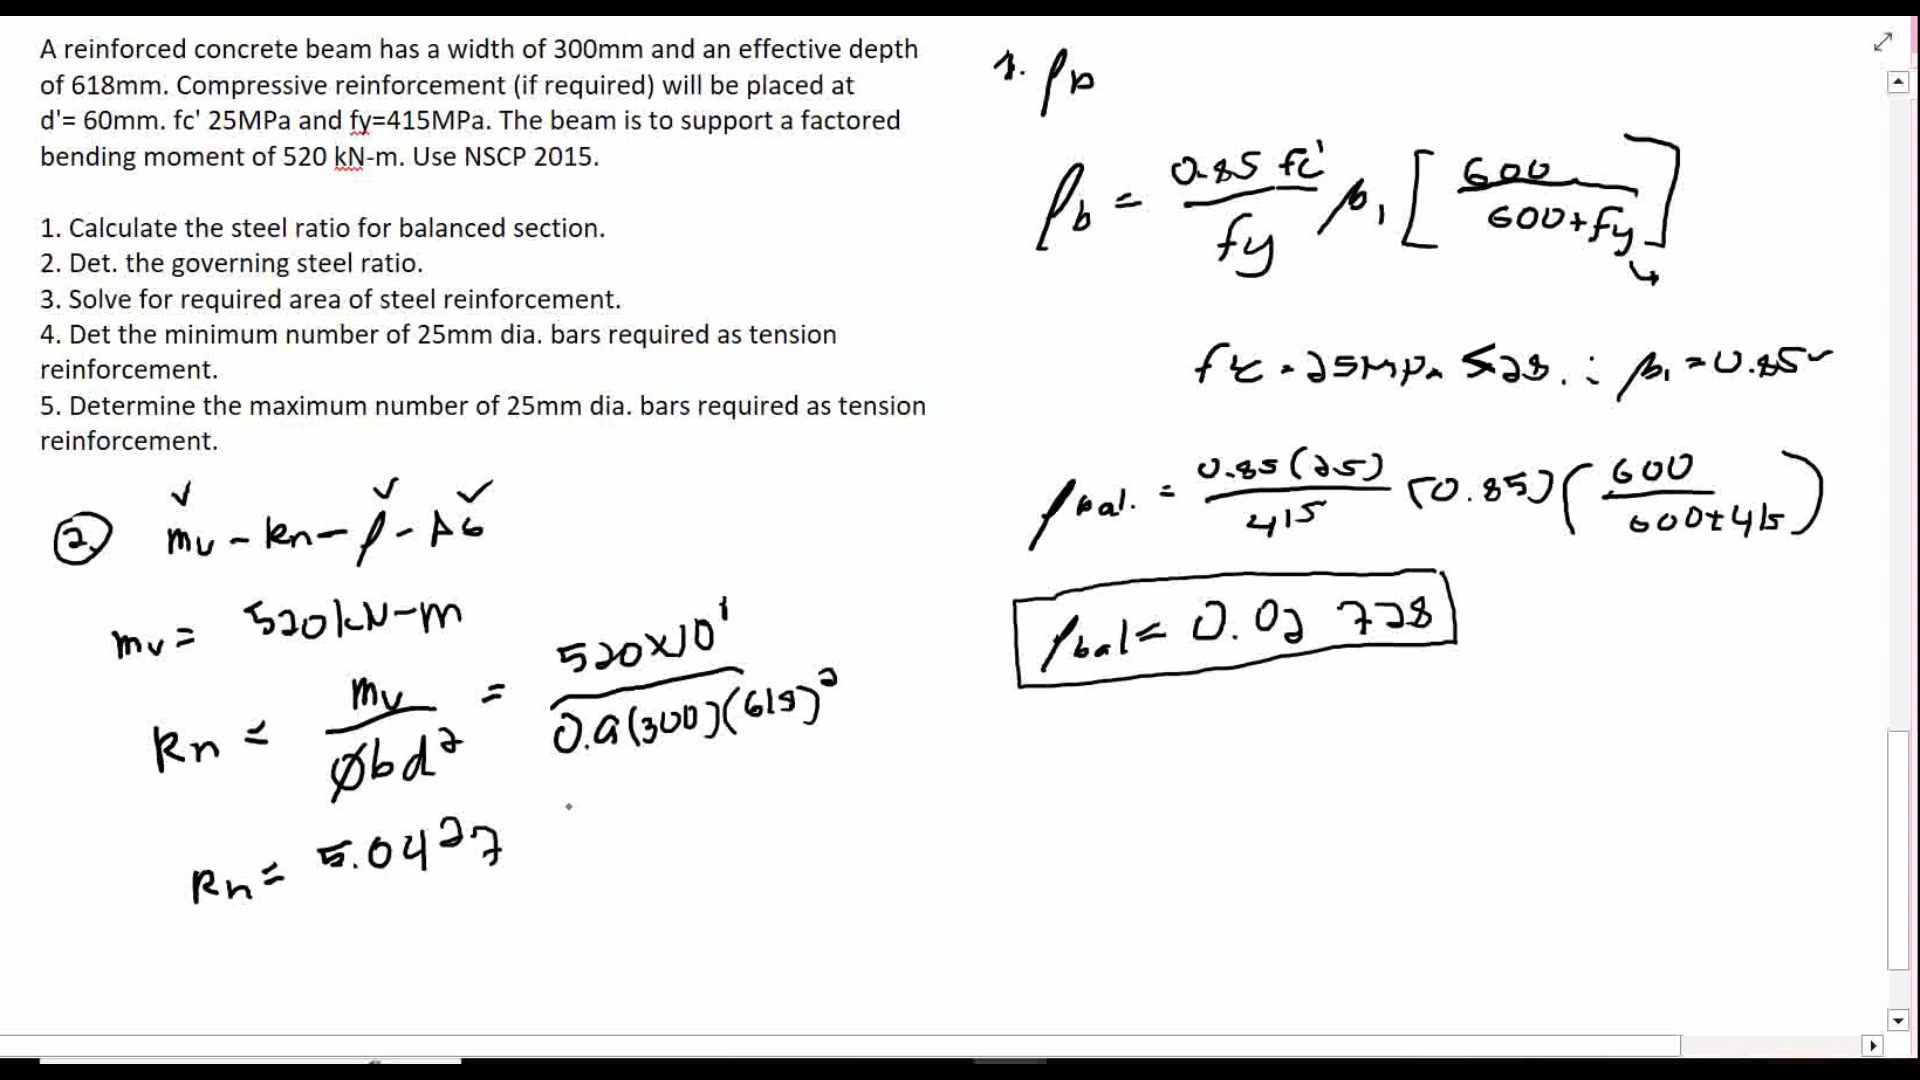 A reinforced concrete beam has a width of 300mm and an effective depth
of 618mm. Compressive reinforcement (if required) will be placed at
d'= 60mm. fc' 25MPa and fy=415MPa. The beam is to support a factored
bending moment of 520 kN-m. Use NSCP 2015.
1. Calculate the steel ratio for balanced section.
2. Det. the governing steel ratio.
3. Solve for required area of steel reinforcement.
4. Det the minimum number of 25mm dia. bars required as tension
reinforcement.
5. Determine the maximum number of 25mm dia. bars required as tension
reinforcement.
② Mu - Rn - ρ - As
Mu = 520kN-m
Rn = Mu / φbd² = 520x10 / 0.9(300)(618)²
Rn = 5.0427
1. ρb
ρb = 0.85 fc' / fy β1 [600 / 600+fy]
fc = 25MPa ≤ 28 . ∴ β1 = 0.85
ρbal. = 0.85(25) / 415 (0.85) (600 / 600+415)
ρbal = 0.02728